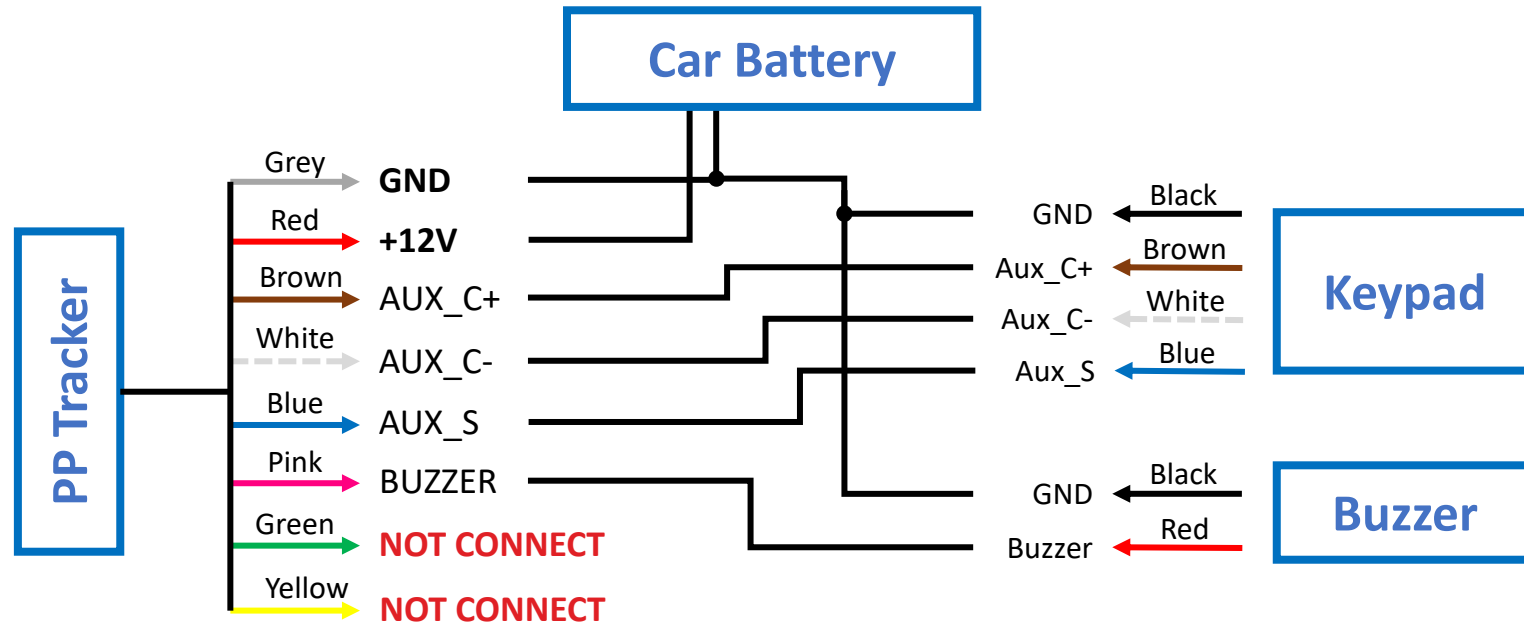 Car Battery
PP Tracker
Grey
GND
Red
+12V
Brown
AUX_C+
White
AUX_C-
Blue
AUX_S
Pink
BUZZER
Green
NOT CONNECT
Yellow
NOT CONNECT
GND
Black
Aux_C+
Brown
Aux_C-
White
Aux_S
Blue
Keypad
GND
Black
Buzzer
Red
Buzzer